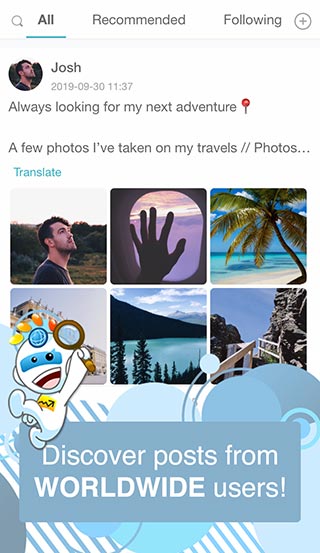 All Recommended Following
Josh
2019-09-30 11:37
Always looking for my next adventure📍
A few photos I've taken on my travels // Photos…
Translate
Discover posts from
WORLDWIDE users!